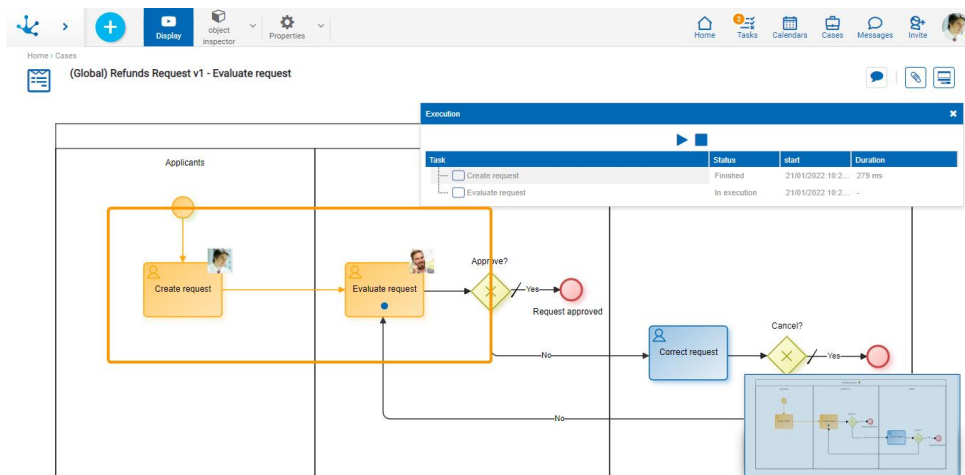 Display
object
inspector
Properties
Home
2
Tasks
Calendars
Cases
Messages
Invite
Home › Cases
(Global) Refunds Request v1 - Evaluate request
Execution
Task Status start Duration
Create request Finished 21/01/2022 10:2... 279 ms
Evaluate request In execution 21/01/2022 10:2... -
Applicants
Create request
Evaluate request
Approve?
Yes
Request approved
No
Correct request
Cancel?
Yes
No